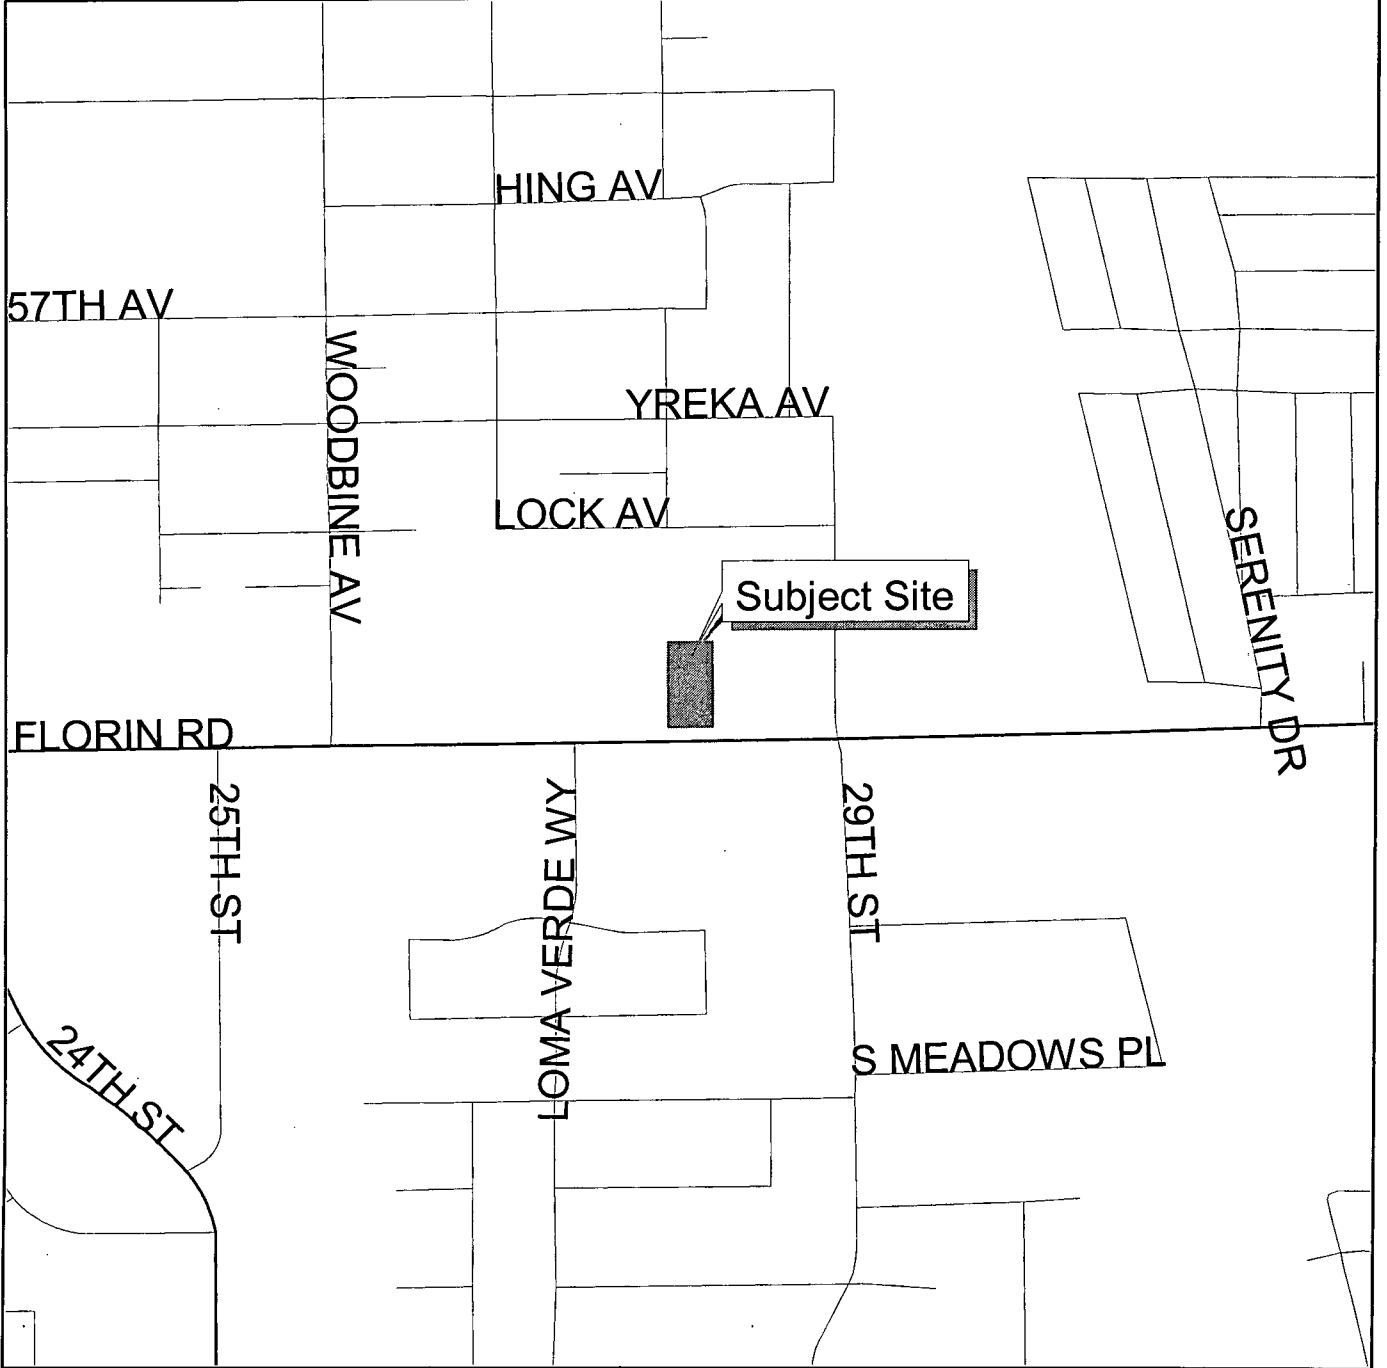 HING AV
57TH AV
WOODBINE AV
YREKA AV
LOCK AV
SERENITY DR
Subject Site
FLORIN RD
25TH ST
LOMA VERDE WY
29TH ST
24TH ST
S MEADOWS PL